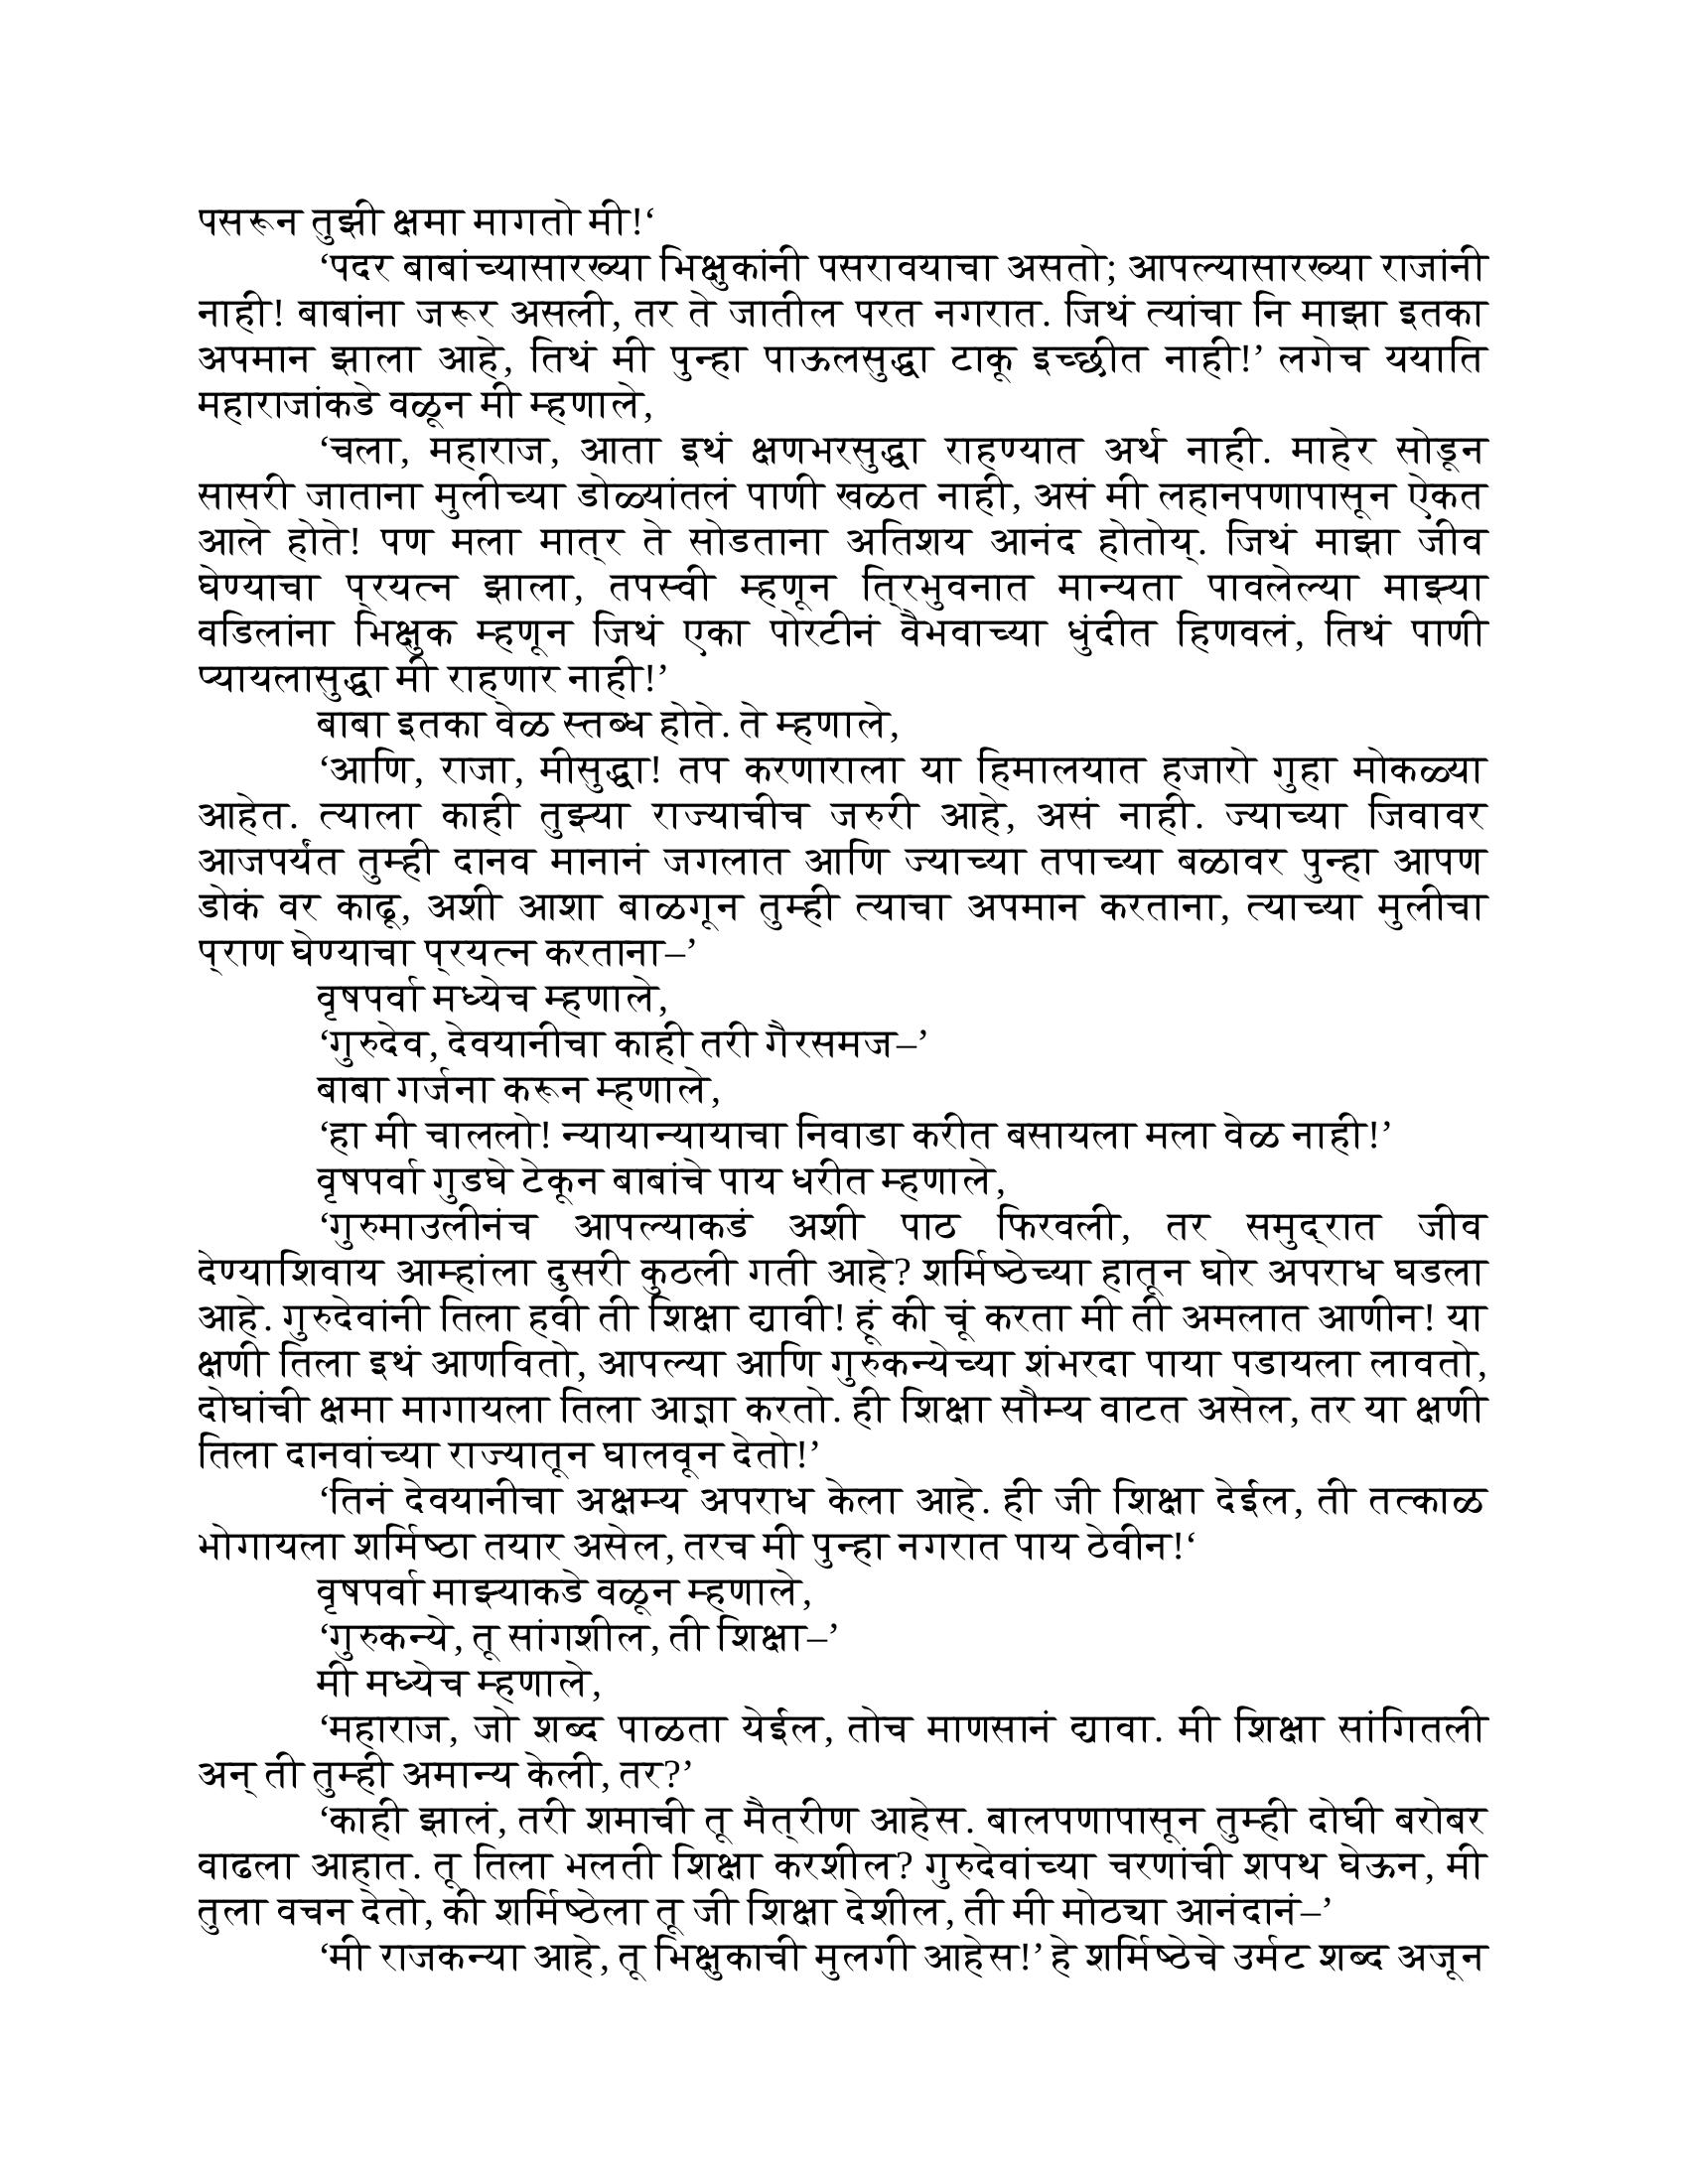 पसरून तुझी क्षमा मागतो मी!‘
‘पदर बाबांच्यासारख्या भिक्षुकांनी पसरावयाचा असतो; आपल्यासारख्या राजांनी
नाही! बाबांना जरूर असली, तर ते जातील परत नगरात. जिथं त्यांचा नि माझा इतका
अपमान झाला आहे, तिथं मी पुन्हा पाऊलसुद्धा टाकू इच्छीत नाही!’ लगेच ययाति
महाराजांकडे वळून मी म्हणाले,
‘चला, महाराज, आता इथं क्षणभरसुद्धा राहण्यात अर्थ नाही. माहेर सोडून
सासरी जाताना मुलीच्या डोळ्यांतलं पाणी खळत नाही, असं मी लहानपणापासून ऐकत
आले होते! पण मला मात्र ते सोडताना अतिशय आनंद होतोय्. जिथं माझा जीव
घेण्याचा प्रयत्न झाला, तपस्वी म्हणून त्रिभुवनात मान्यता पावलेल्या माझ्या
वडिलांना भिक्षुक म्हणून जिथं एका पोरटीनं वैभवाच्या धुंदीत हिणवलं, तिथं पाणी
प्यायलासुद्धा मी राहणार नाही!’
बाबा इतका वेळ स्तब्ध होते. ते म्हणाले,
‘आणि, राजा, मीसुद्धा! तप करणाराला या हिमालयात हजारो गुहा मोकळ्या
आहेत. त्याला काही तुझ्या राज्याचीच जरुरी आहे, असं नाही. ज्याच्या जिवावर
आजपर्यंत तुम्ही दानव मानानं जगलात आणि ज्याच्या तपाच्या बळावर पुन्हा आपण
डोकं वर काढू, अशी आशा बाळगून तुम्ही त्याचा अपमान करताना, त्याच्या मुलीचा
प्राण घेण्याचा प्रयत्न करताना–’
वृषपर्वा मध्येच म्हणाले,
‘गुरुदेव, देवयानीचा काही तरी गैरसमज–’
बाबा गर्जना करून म्हणाले,
‘हा मी चाललो! न्यायान्यायाचा निवाडा करीत बसायला मला वेळ नाही!’
वृषपर्वा गुडघे टेकून बाबांचे पाय धरीत म्हणाले,
‘गुरुमाउलीनंच आपल्याकडं अशी पाठ फिरवली, तर समुद्रात जीव
देण्याशिवाय आम्हांला दुसरी कुठली गती आहे? शर्मिष्ठेच्या हातून घोर अपराध घडला
आहे. गुरुदेवांनी तिला हवी ती शिक्षा द्यावी! हूं की चूं करता मी ती अमलात आणीन! या
क्षणी तिला इथं आणवितो, आपल्या आणि गुरुकन्येच्या शंभरदा पाया पडायला लावतो,
दोघांची क्षमा मागायला तिला आज्ञा करतो. ही शिक्षा सौम्य वाटत असेल, तर या क्षणी
तिला दानवांच्या राज्यातून घालवून देतो!’
‘तिनं देवयानीचा अक्षम्य अपराध केला आहे. ही जी शिक्षा देईल, ती तत्काळ
भोगायला शर्मिष्ठा तयार असेल, तरच मी पुन्हा नगरात पाय ठेवीन!‘
वृषपर्वा माझ्याकडे वळून म्हणाले,
‘गुरुकन्ये, तू सांगशील, ती शिक्षा–’
मी मध्येच म्हणाले,
‘महाराज, जो शब्द पाळता येईल, तोच माणसानं द्यावा. मी शिक्षा सांगितली
अन् ती तुम्ही अमान्य केली, तर?’
‘काही झालं, तरी शमाची तू मैत्रीण आहेस. बालपणापासून तुम्ही दोघी बरोबर
वाढला आहात. तू तिला भलती शिक्षा करशील? गुरुदेवांच्या चरणांची शपथ घेऊन, मी
तुला वचन देतो, की शर्मिष्ठेला तू जी शिक्षा देशील, ती मी मोठ्या आनंदानं–’
‘मी राजकन्या आहे, तू भिक्षुकाची मुलगी आहेस!’ हे शर्मिष्ठेचे उर्मट शब्द अजून